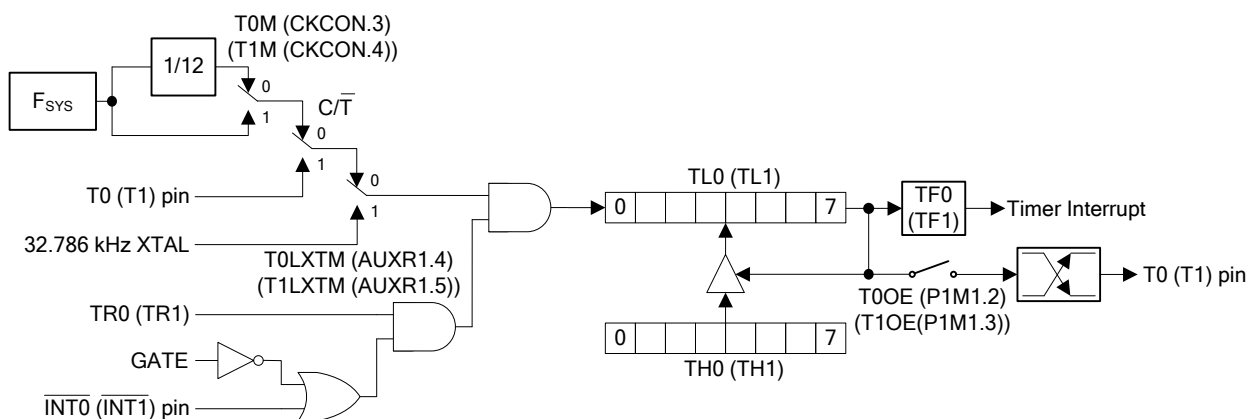 T0M (CKCON.3)
(T1M (CKCON.4))
1/12
FSYS
0
1
C/T̅
0
1
T0 (T1) pin
0
1
32.786 kHz XTAL
T0LXTM (AUXR1.4)
(T1LXTM (AUXR1.5))
TR0 (TR1)
GATE
I̅N̅T̅0̅ (I̅N̅T̅1̅) pin
TL0 (TL1)
0 7
TF0
(TF1)
Timer Interrupt
T0OE (P1M1.2)
(T1OE(P1M1.3))
T0 (T1) pin
0 7
TH0 (TH1)